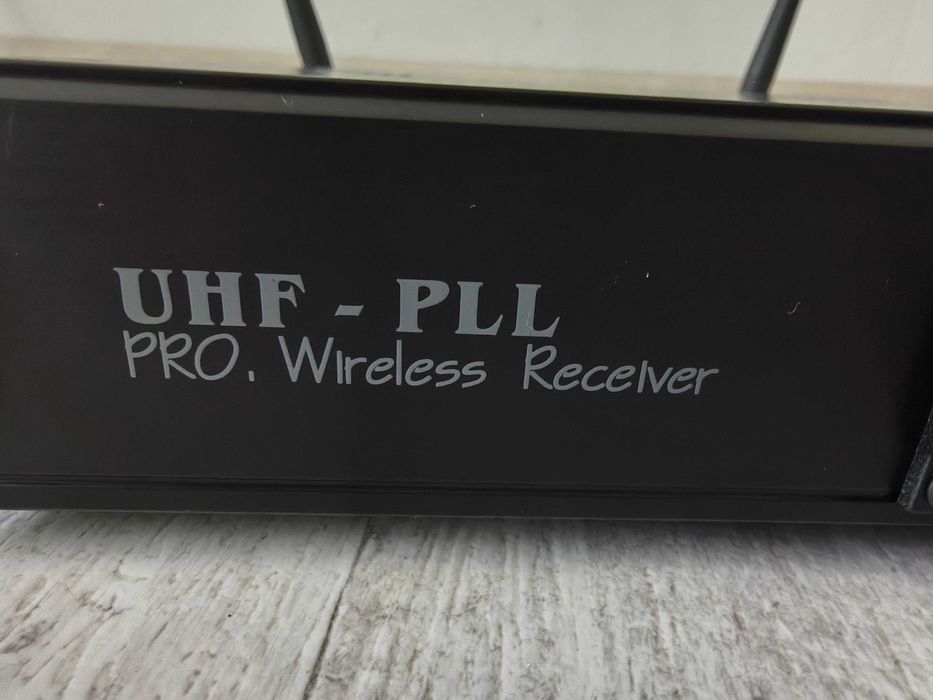 UHF - PLL
PRO. Wireless Receiver